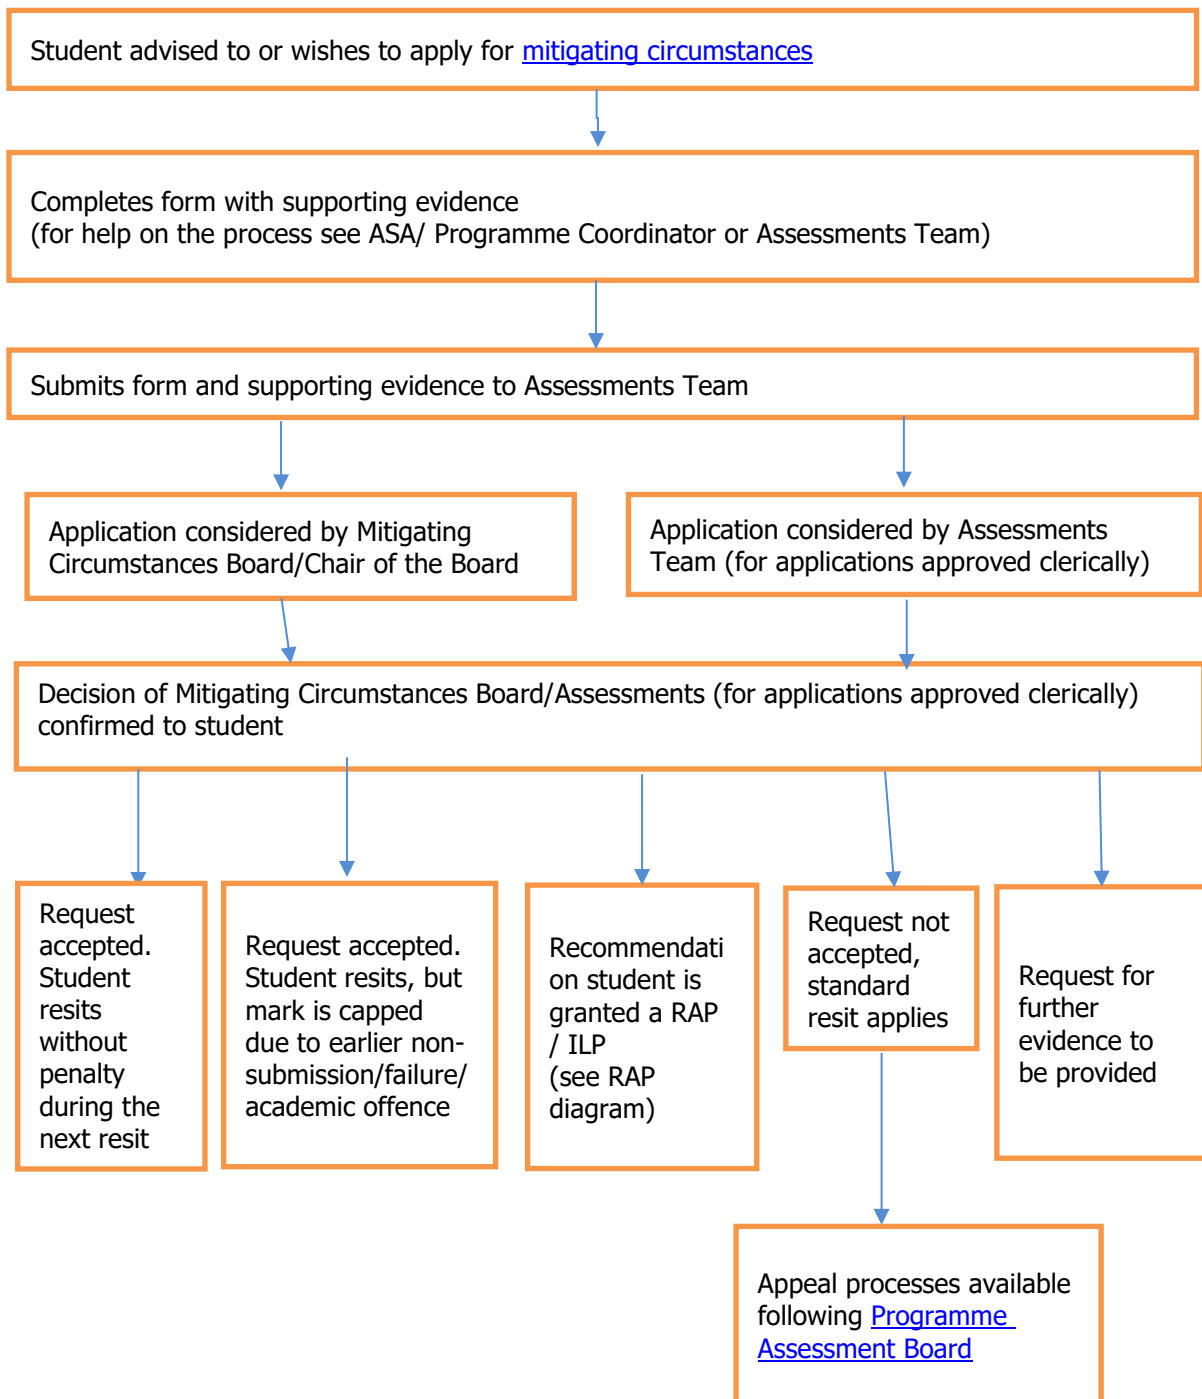 Student advised to or wishes to apply for mitigating circumstances
Completes form with supporting evidence
(for help on the process see ASA/ Programme Coordinator or Assessments Team)
Submits form and supporting evidence to Assessments Team
Application considered by Mitigating
Circumstances Board/Chair of the Board
Application considered by Assessments
Team (for applications approved clerically)
Decision of Mitigating Circumstances Board/Assessments (for applications approved clerically)
confirmed to student
Request
accepted.
Student
resits
without
penalty
during the
next resit
Request accepted.
Student resits, but
mark is capped
due to earlier non-
submission/failure/
academic offence
Recommendati
on student is
granted a RAP
/ ILP
(see RAP
diagram)
Request not
accepted,
standard
resit applies
Request for
further
evidence to
be provided
Appeal processes available
following Programme
Assessment Board